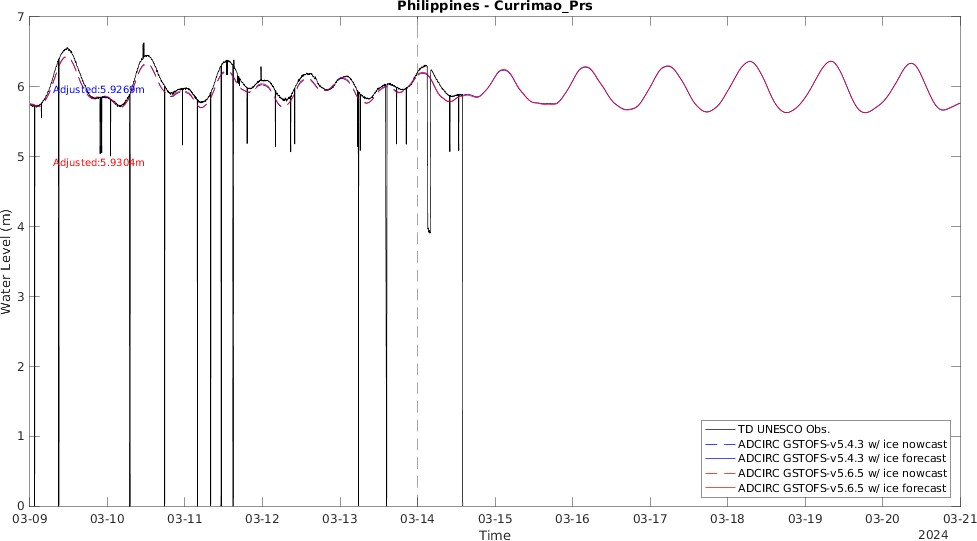 Philippines - Currimao_Prs
7
6
5
4
3
2
1
0
Water Level (m)
Adjusted:5.9269m
Adjusted:5.9304m
TD UNESCO Obs.
ADCIRC GSTOFS-v5.4.3 w/ ice nowcast
ADCIRC GSTOFS-v5.4.3 w/ ice forecast
ADCIRC GSTOFS-v5.6.5 w/ ice nowcast
ADCIRC GSTOFS-v5.6.5 w/ ice forecast
03-09 03-10 03-11 03-12 03-13 03-14 03-15 03-16 03-17 03-18 03-19 03-20 03-21
Time
2024